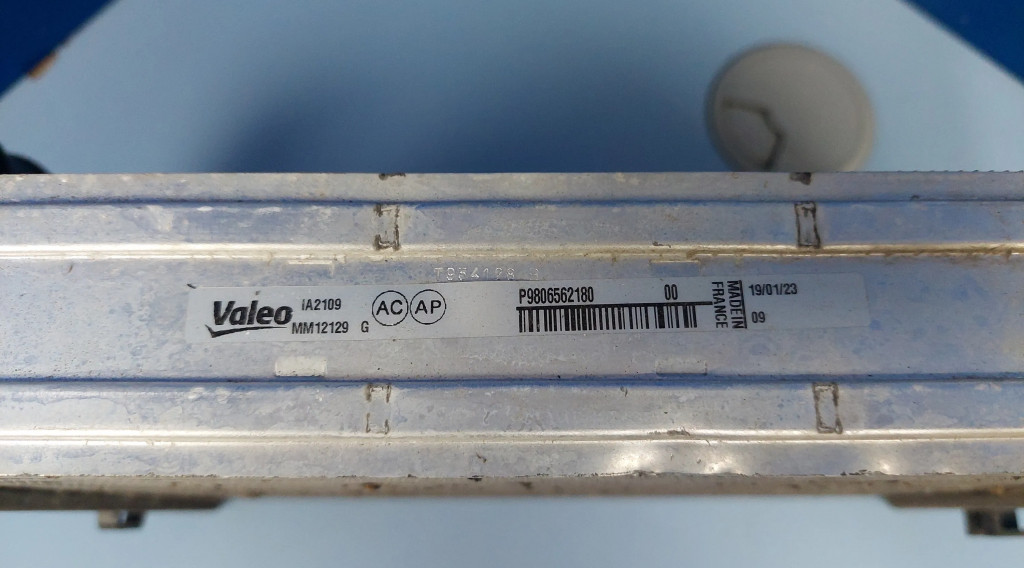 Valeo
IA2109
MM12129 G
AC AP
P9806562180 00
MADE IN
FRANCE
19/01/23
09